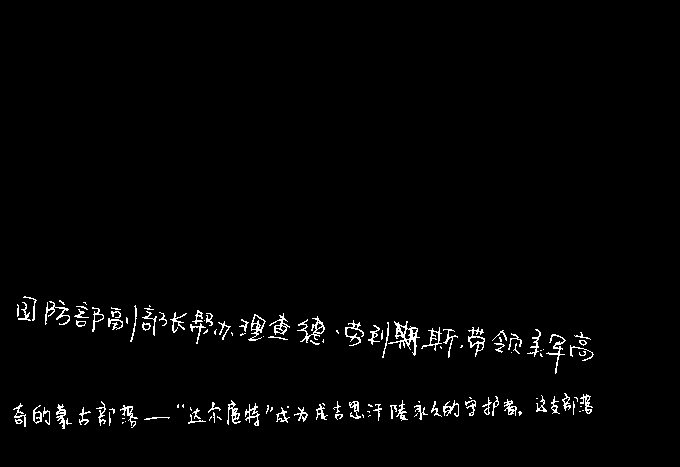 国防部副部长帮办理查德·劳利斯斯.带领美军高
奇的蒙古部落—“达尔扈特”成为成吉思汗陵永久的守护者。这支部落